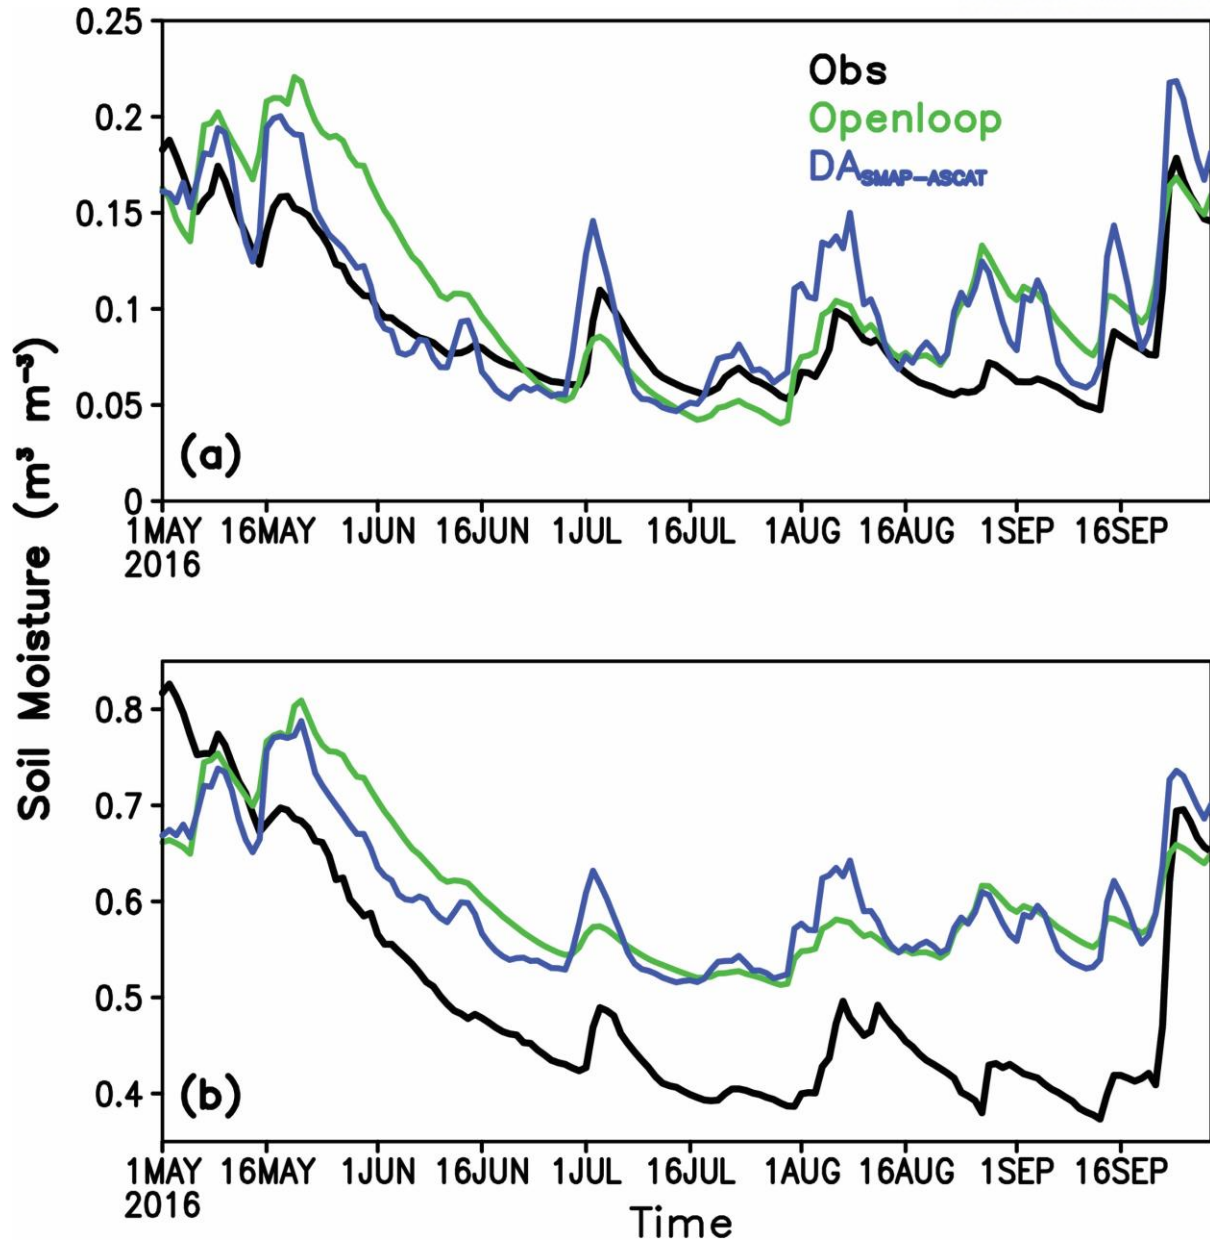 0.25
0.2
0.15
0.1
0.05
0
Obs
Openloop
DA SMAP-ASCAT
(a)
1MAY 16MAY 1JUN 16JUN 1JUL 16JUL 1AUG 16AUG 1SEP 16SEP
2016
Soil Moisture (m³ m⁻³)
0.8
0.7
0.6
0.5
0.4
(b)
1MAY 16MAY 1JUN 16JUN 1JUL 16JUL 1AUG 16AUG 1SEP 16SEP
2016
Time